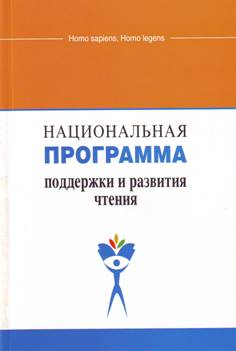 Homo sapiens, Homo legens
НАЦИОНАЛЬНАЯ
ПРОГРАММА
поддержки и развития
чтения